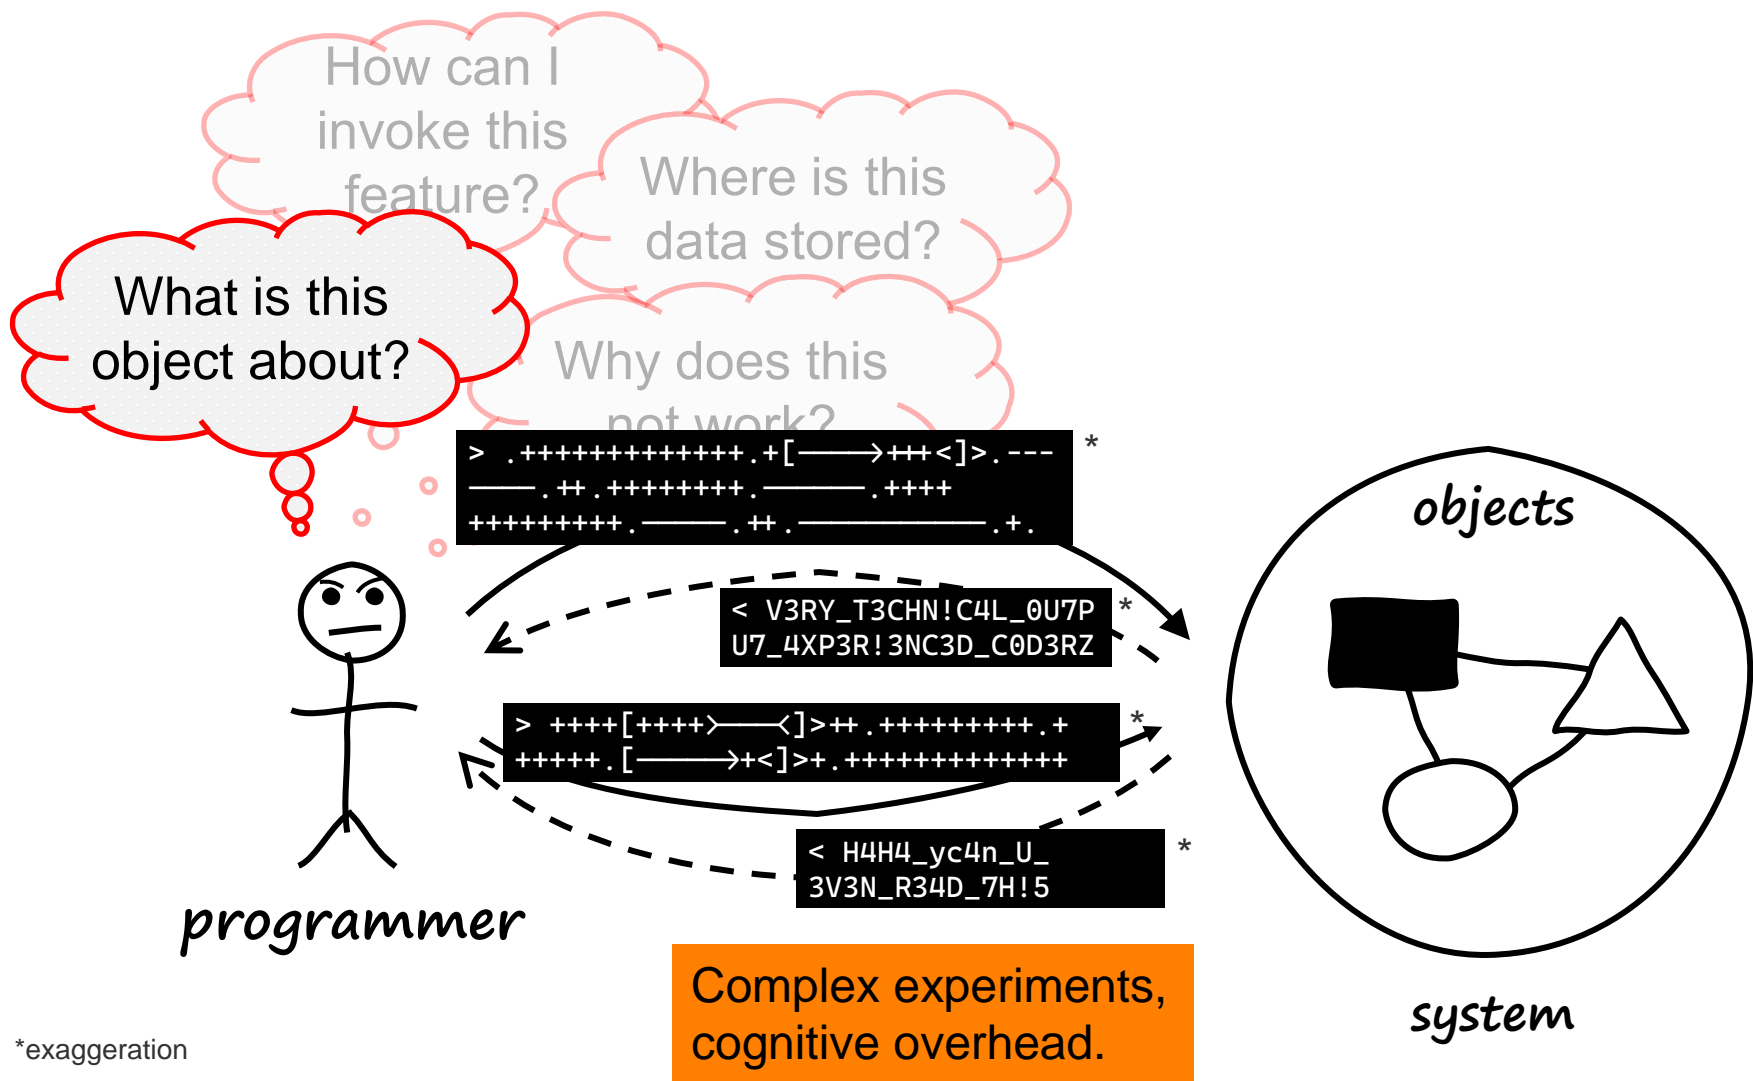 How can I
invoke this
feature?
Where is this
data stored?
What is this
object about?
Why does this
not work?
> .+++++++++++++.+[----->+++<]>.---
----.++.++++++++.------.++++
+++++++++.-----.++.-----------.+.
*
< V3RY_T3CHN!C4L_0U7P
U7_4XP3R!3NC3D_C0D3RZ
*
> ++++[++++>---<]>++.+++++++++.+
+++++.[------>+<]>+.+++++++++++++
*
< H4H4_yc4n_U_
3V3N_R34D_7H!5
*
objects
programmer
system
Complex experiments,
cognitive overhead.
*exaggeration